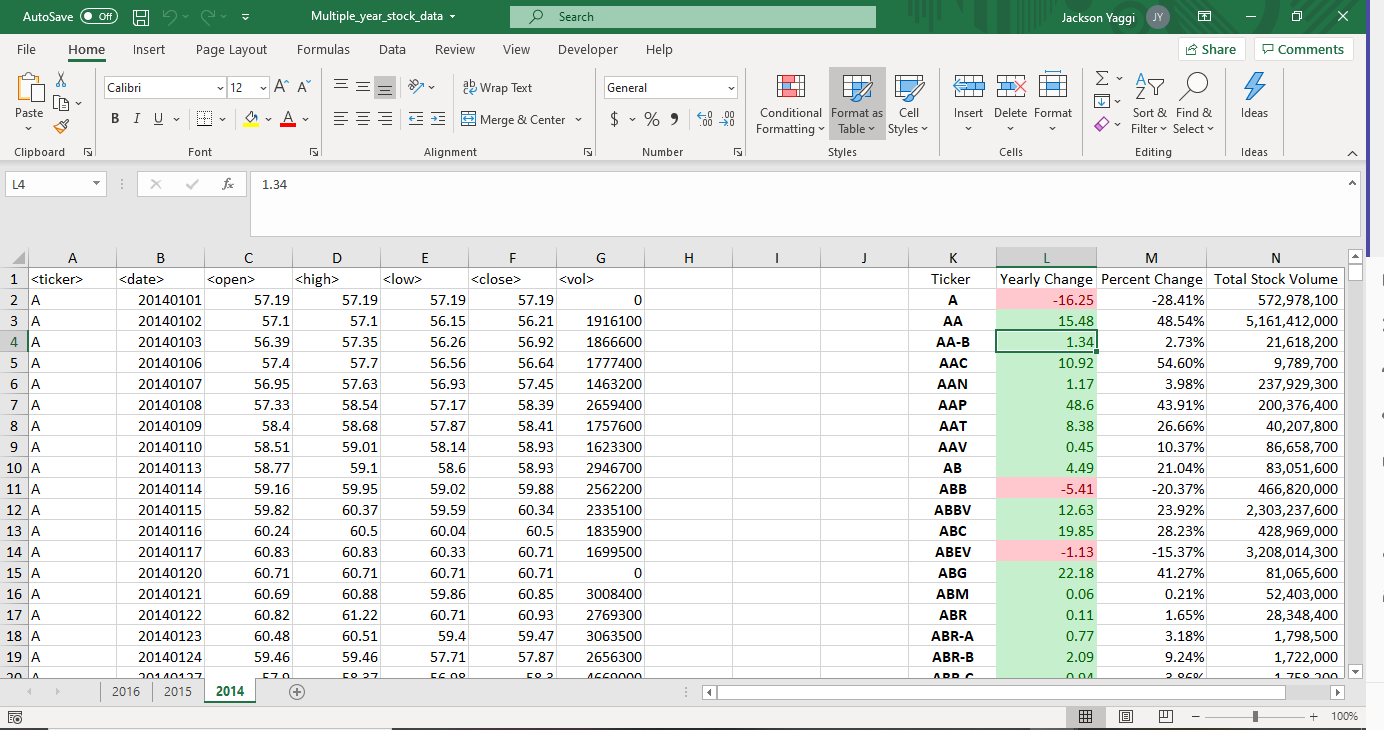 AutoSave Off Multiple_year_stock_data Search Jackson Yaggi JY
File Home Insert Page Layout Formulas Data Review View Developer Help Share Comments
Paste Calibri 12 A A Wrap Text General Conditional Formatting Format as Table Cell Styles Insert Delete Format Sort & Filter Find & Select Ideas
B I U A Merge & Center $ % ,
Clipboard Font Alignment Number Styles Cells Editing Ideas
L4 fx 1.34
A B C D E F G H I J K L M N
1 <ticker> <date> <open> <high> <low> <close> <vol> Ticker Yearly Change Percent Change Total Stock Volume
2 A 20140101 57.19 57.19 57.19 57.19 0 A -16.25 -28.41% 572,978,100
3 A 20140102 57.1 57.1 56.15 56.21 1916100 AA 15.48 48.54% 5,161,412,000
4 A 20140103 56.39 57.35 56.26 56.92 1866600 AA-B 1.34 2.73% 21,618,200
5 A 20140106 57.4 57.7 56.56 56.64 1777400 AAC 10.92 54.60% 9,789,700
6 A 20140107 56.95 57.63 56.93 57.45 1463200 AAN 1.17 3.98% 237,929,300
7 A 20140108 57.33 58.54 57.17 58.39 2659400 AAP 48.6 43.91% 200,376,400
8 A 20140109 58.4 58.68 57.87 58.41 1757600 AAT 8.38 26.66% 40,207,800
9 A 20140110 58.51 59.01 58.14 58.93 1623300 AAV 0.45 10.37% 86,658,700
10 A 20140113 58.77 59.1 58.6 58.93 2946700 AB 4.49 21.04% 83,051,600
11 A 20140114 59.16 59.95 59.02 59.88 2562200 ABB -5.41 -20.37% 466,820,000
12 A 20140115 59.82 60.37 59.59 60.34 2335100 ABBV 12.63 23.92% 2,303,237,600
13 A 20140116 60.24 60.5 60.04 60.5 1835900 ABC 19.85 28.23% 428,969,000
14 A 20140117 60.83 60.83 60.33 60.71 1699500 ABEV -1.13 -15.37% 3,208,014,300
15 A 20140120 60.71 60.71 60.71 60.71 0 ABG 22.18 41.27% 81,065,600
16 A 20140121 60.69 60.88 59.86 60.85 3008400 ABM 0.06 0.21% 52,403,000
17 A 20140122 60.82 61.22 60.71 60.93 2769300 ABR 0.11 1.65% 28,348,400
18 A 20140123 60.48 60.51 59.4 59.47 3063500 ABR-A 0.77 3.18% 1,798,500
19 A 20140124 59.46 59.46 57.71 57.87 2656300 ABR-B 2.09 9.24% 1,722,000
20 A 20140127
2016 2015 2014
100%